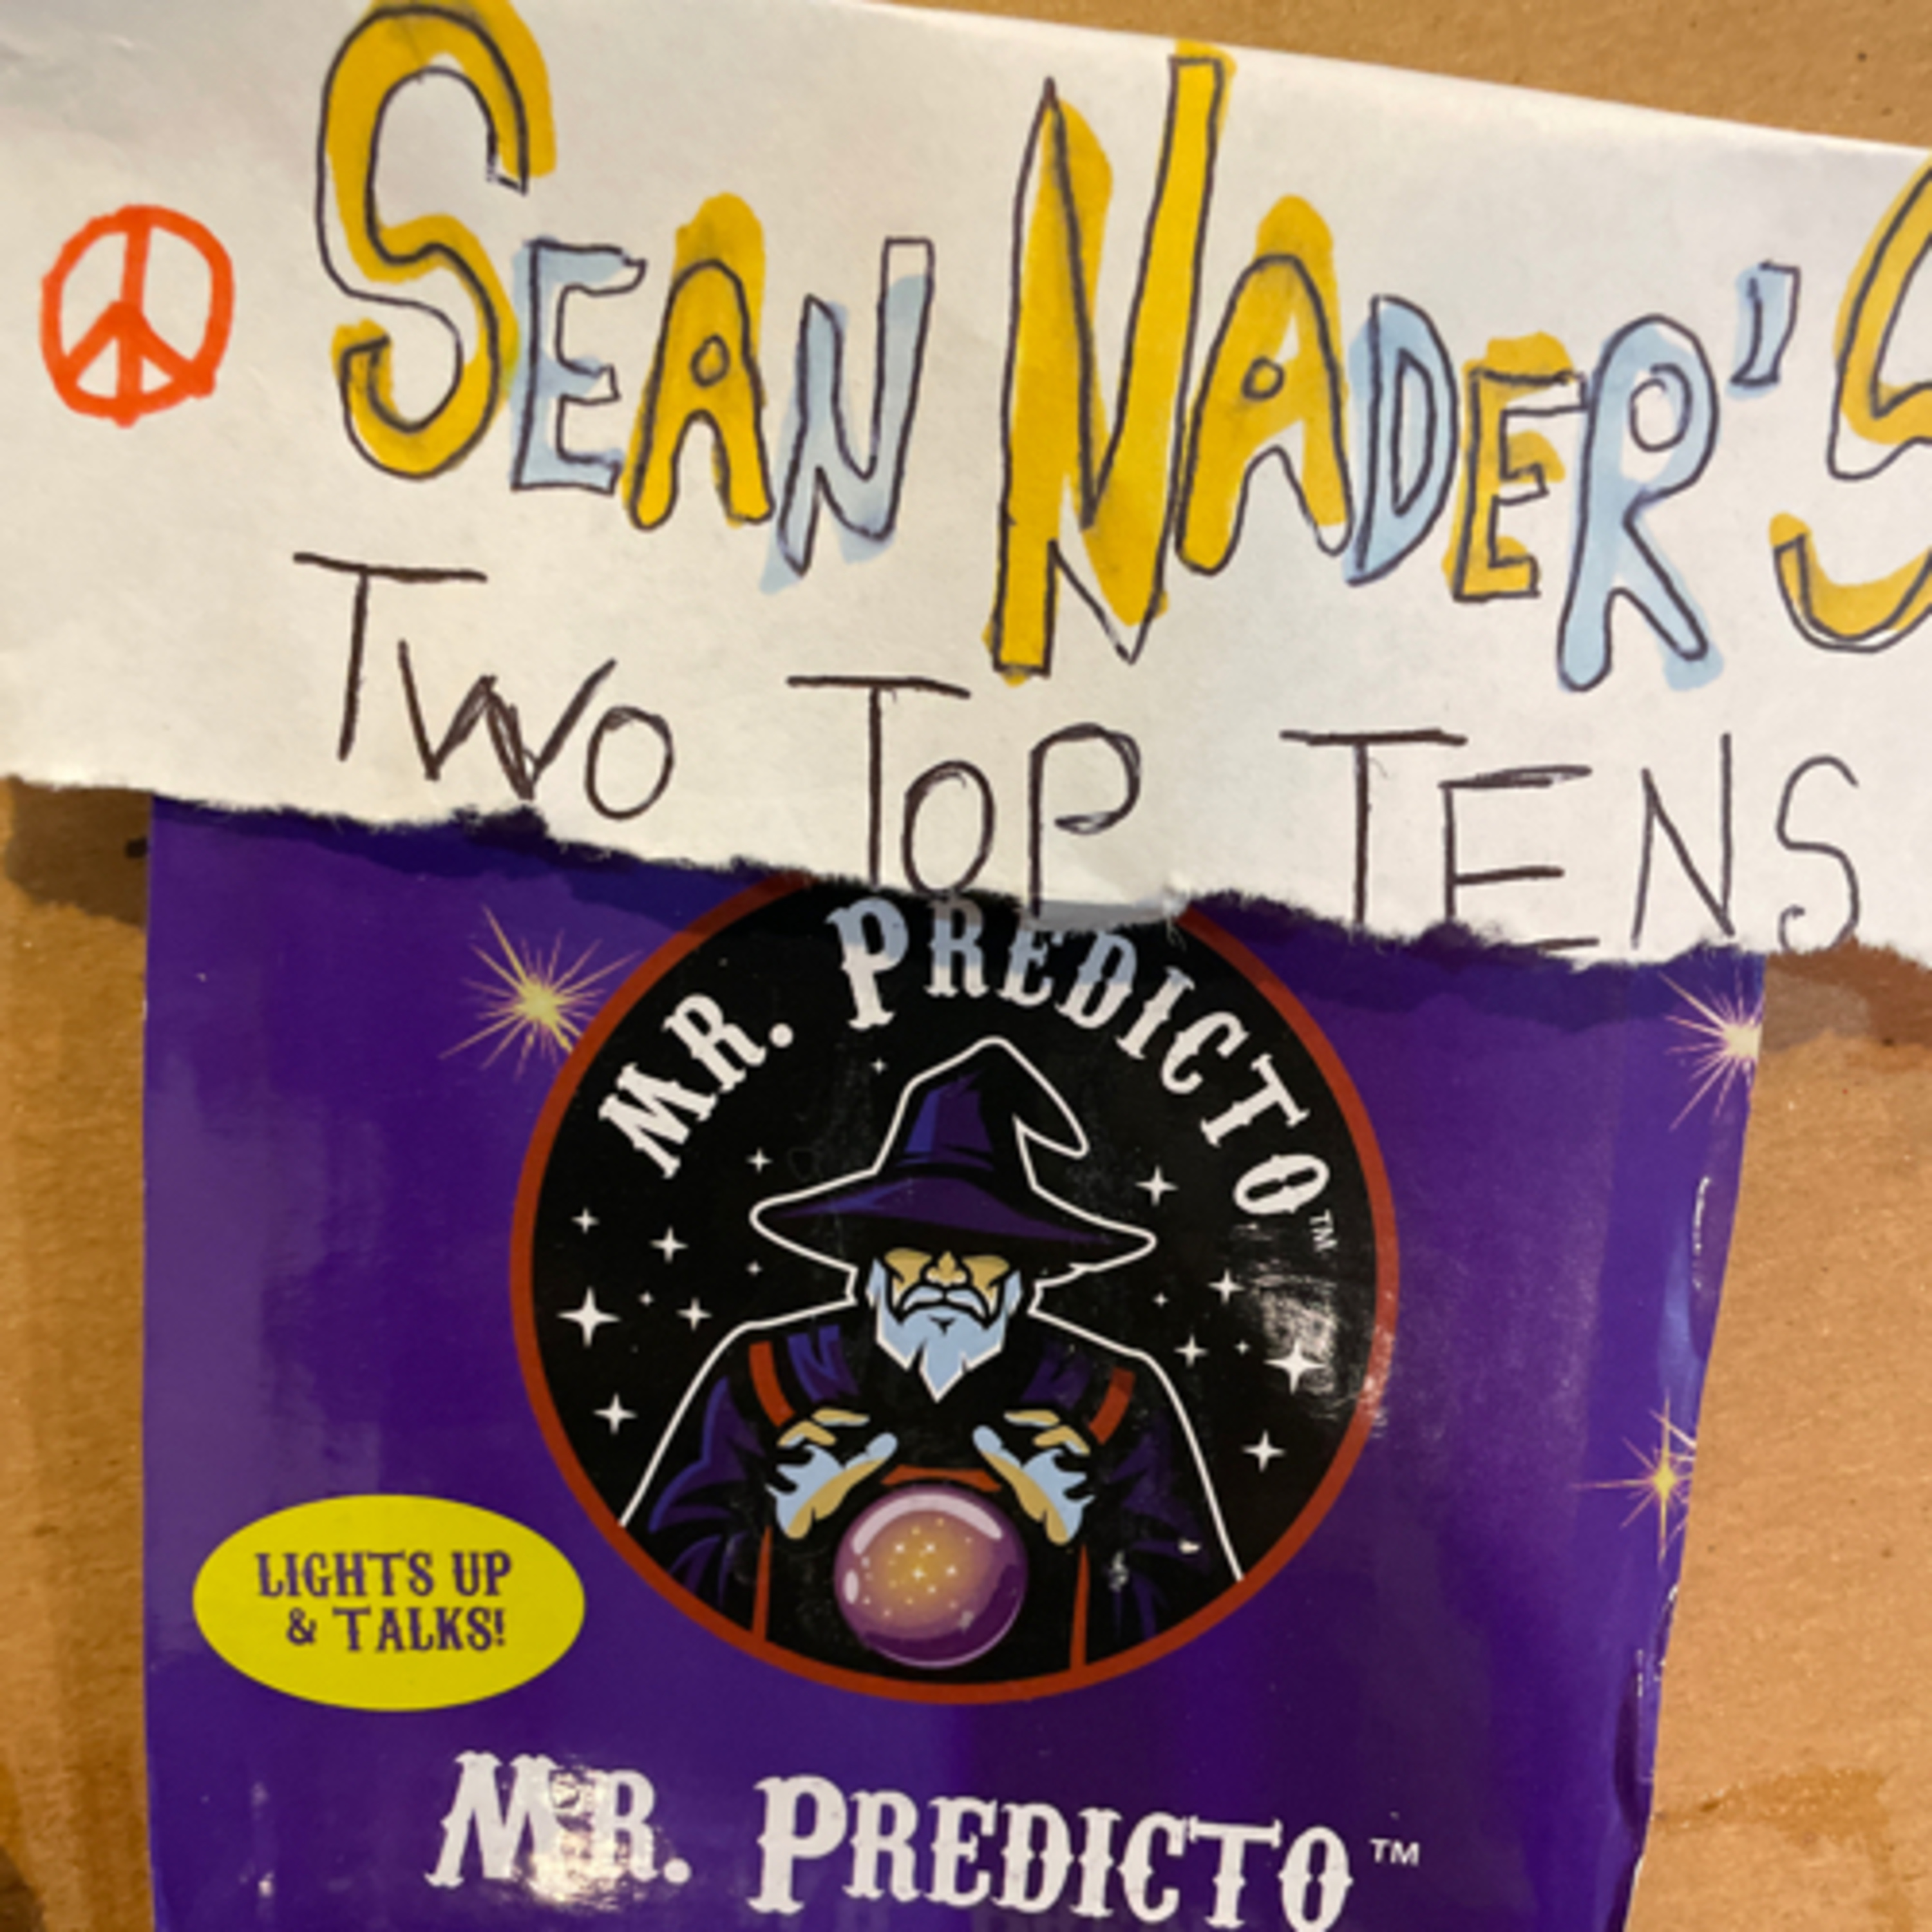 SEAN NADER'S
TWO TOP TENS
MR. PREDICTO™
LIGHTS UP
& TALKS!
MR. PREDICTO™